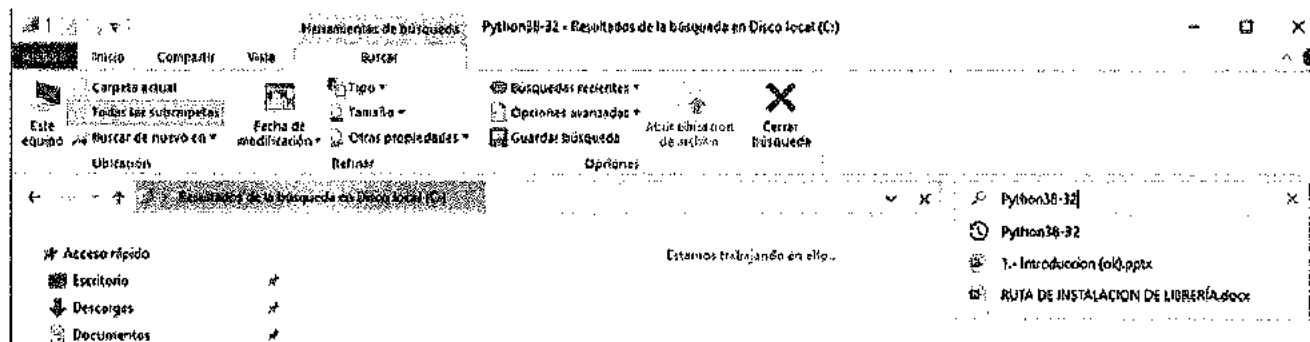 Herramientas de búsqueda Python38-32 - Resultados de la búsqueda en Disco local (C:)
Inicio Compartir Vista Buscar
Carpeta actual
Todas las subcarpetas
Buscar de nuevo en
Este equipo
Ubicación
Fecha de modificación
Tipo
Tamaño
Otras propiedades
Refinar
Búsquedas recientes
Opciones avanzadas
Guardar búsqueda
Abrir ubicacion de archivo
Cerrar búsqueda
Opciones
Resultados de la búsqueda en Disco local (C:)
Python38-32
Python38-32
1.- Introduccion (ok).pptx
RUTA DE INSTALACION DE LIBRERÍA.docx
Acceso rápido
Escritorio
Descargas
Documentos
Estamos trabajando en ello...